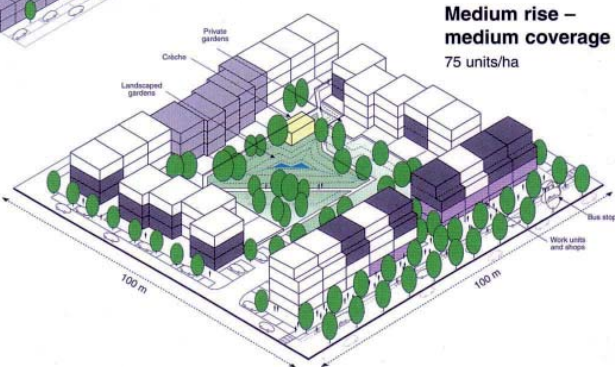 Medium rise –
medium coverage
75 units/ha
Private
gardens
Crèche
Landscaped
gardens
Bus stop
Work units
and shops
100 m
100 m